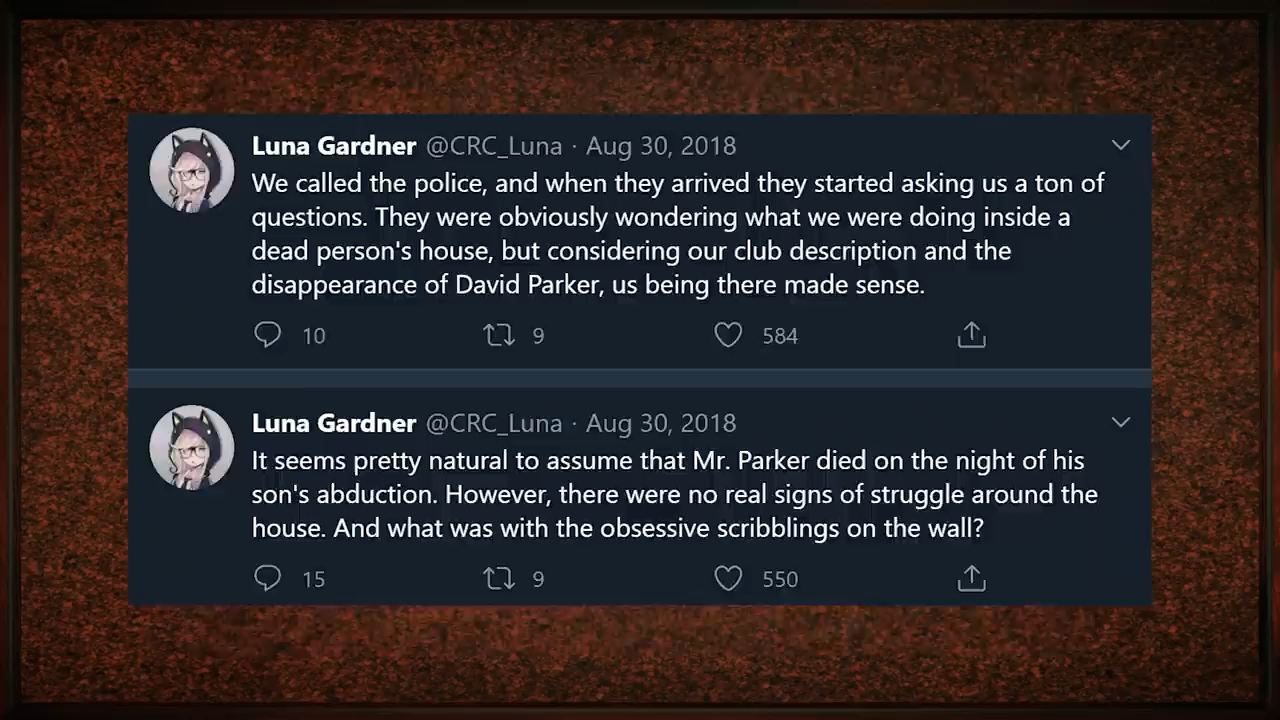 Luna Gardner @CRC_Luna · Aug 30, 2018
We called the police, and when they arrived they started asking us a ton of
questions. They were obviously wondering what we were doing inside a
dead person's house, but considering our club description and the
disappearance of David Parker, us being there made sense.
10 9 584
Luna Gardner @CRC_Luna · Aug 30, 2018
It seems pretty natural to assume that Mr. Parker died on the night of his
son's abduction. However, there were no real signs of struggle around the
house. And what was with the obsessive scribblings on the wall?
15 9 550